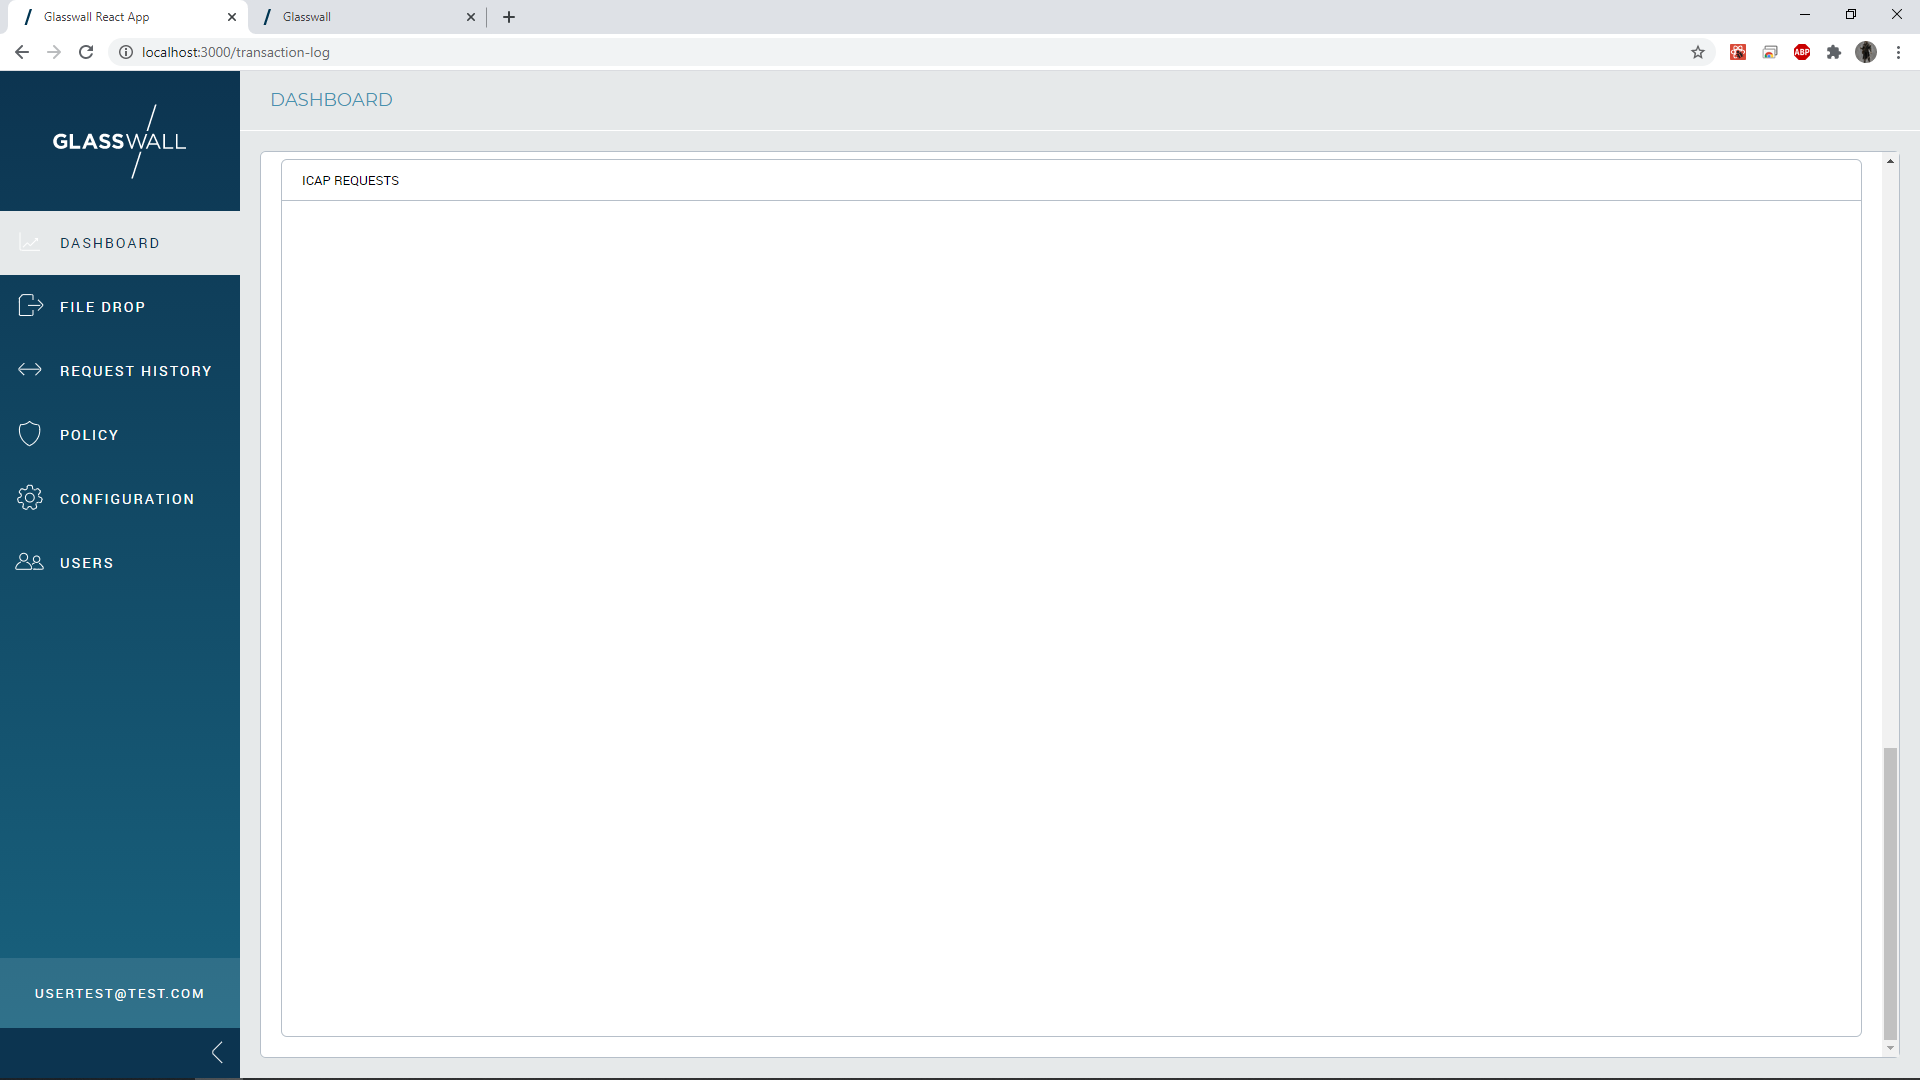 Glasswall React App
Glasswall
localhost:3000/transaction-log
ABP
GLASSWALL
DASHBOARD
DASHBOARD
FILE DROP
REQUEST HISTORY
POLICY
CONFIGURATION
USERS
USERTEST@TEST.COM
ICAP REQUESTS